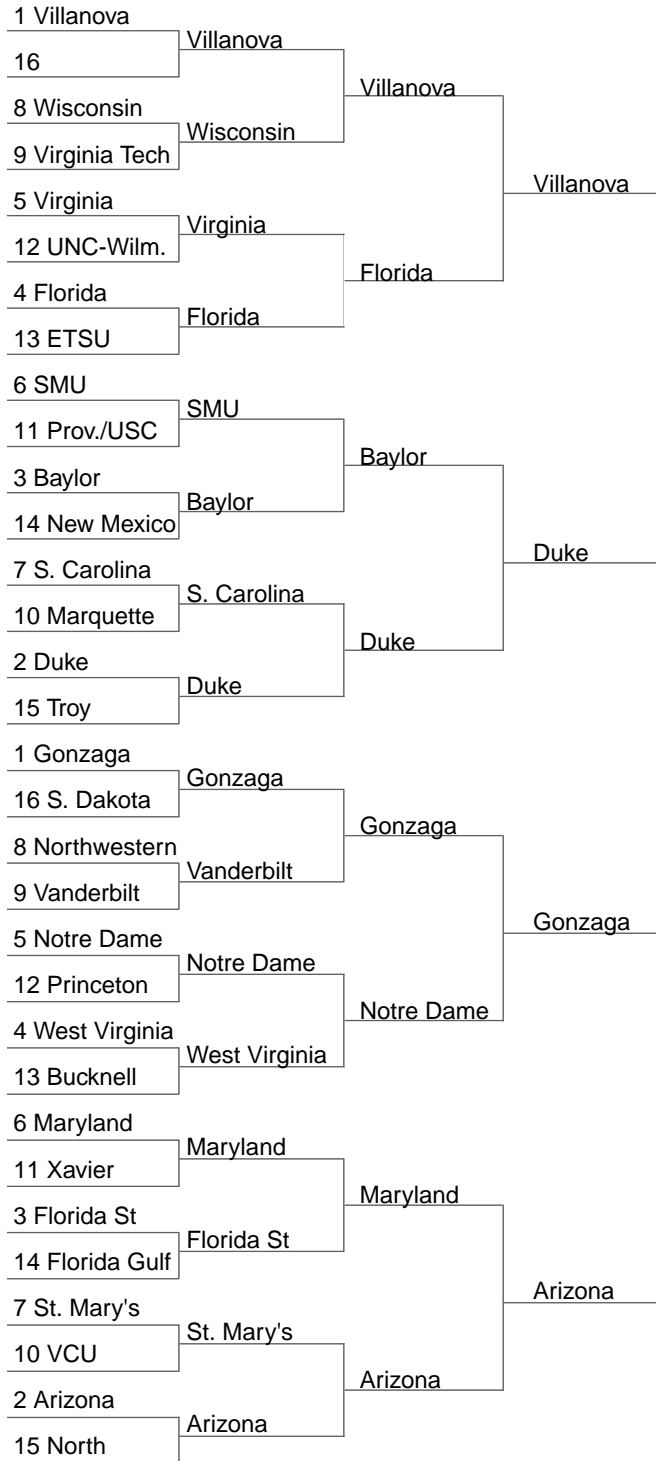 1 Villanova
Villanova
16
Villanova
8 Wisconsin
Wisconsin
9 Virginia Tech
Villanova
5 Virginia
Virginia
12 UNC-Wilm.
Florida
4 Florida
Florida
13 ETSU
6 SMU
SMU
11 Prov./USC
Baylor
3 Baylor
Baylor
14 New Mexico
Duke
7 S. Carolina
S. Carolina
10 Marquette
Duke
2 Duke
Duke
15 Troy
1 Gonzaga
Gonzaga
16 S. Dakota
Gonzaga
8 Northwestern
Vanderbilt
9 Vanderbilt
Gonzaga
5 Notre Dame
Notre Dame
12 Princeton
Notre Dame
4 West Virginia
West Virginia
13 Bucknell
6 Maryland
Maryland
11 Xavier
Maryland
3 Florida St
Florida St
14 Florida Gulf
Arizona
7 St. Mary's
St. Mary's
10 VCU
Arizona
2 Arizona
Arizona
15 North